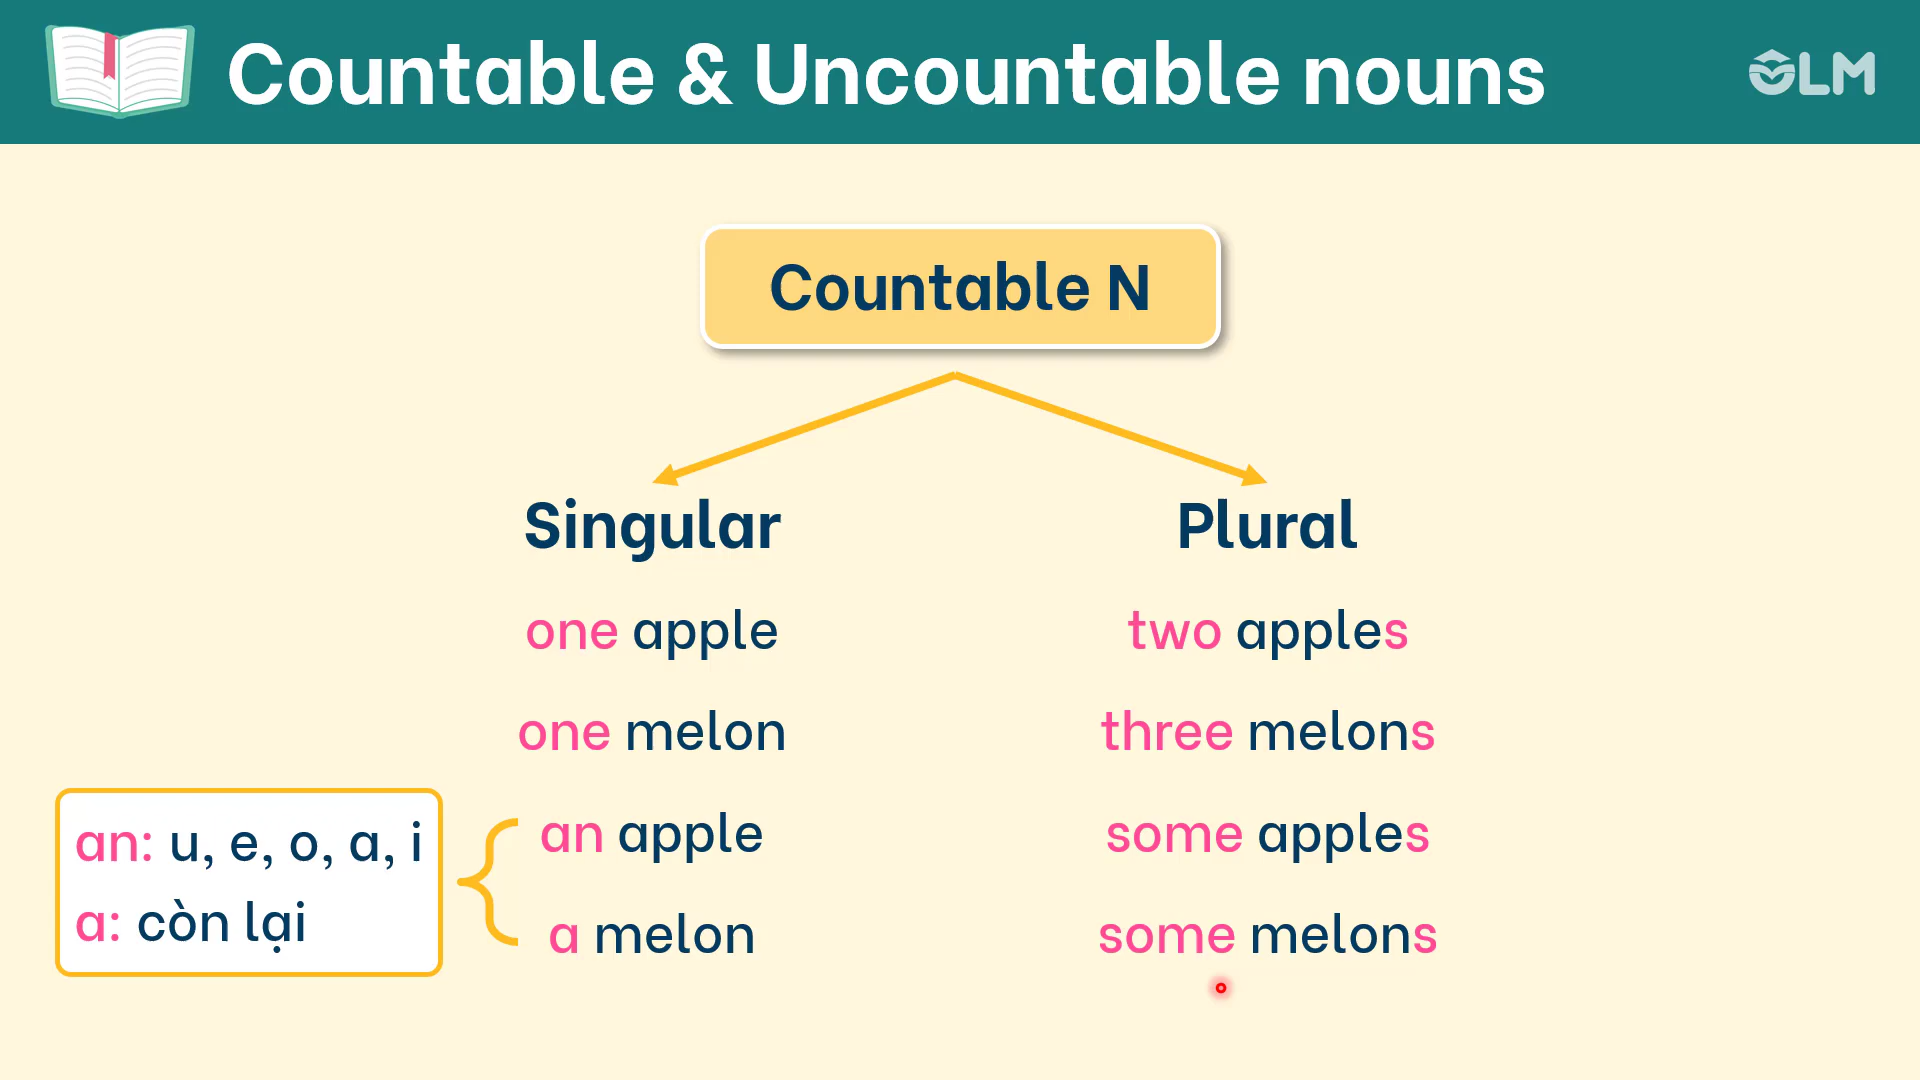 Countable & Uncountable nouns
OLM
Countable N
Singular
Plural
one apple
two apples
one melon
three melons
an: u, e, o, a, i
a: còn lại
an apple
some apples
a melon
some melons